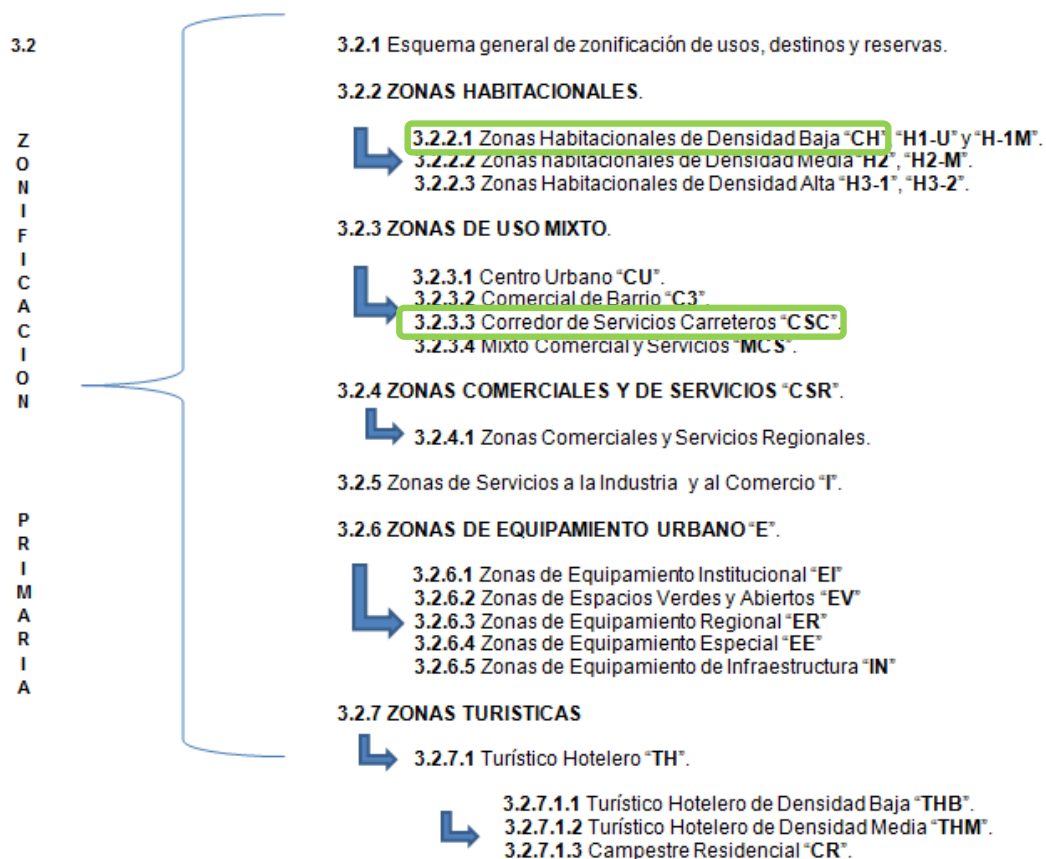 3.2
ZONIFICACION
PRIMARIA
3.2.1 Esquema general de zonificación de usos, destinos y reservas.
3.2.2 ZONAS HABITACIONALES.
3.2.2.1 Zonas Habitacionales de Densidad Baja “CH”, “H1-U” y “H-1M”.
3.2.2.2 Zonas habitacionales de Densidad Media “H2”, “H2-M”.
3.2.2.3 Zonas Habitacionales de Densidad Alta “H3-1”, “H3-2”.
3.2.3 ZONAS DE USO MIXTO.
3.2.3.1 Centro Urbano “CU”.
3.2.3.2 Comercial de Barrio “C3”.
3.2.3.3 Corredor de Servicios Carreteros “CSC”.
3.2.3.4 Mixto Comercial y Servicios “MCS”.
3.2.4 ZONAS COMERCIALES Y DE SERVICIOS “CSR”.
3.2.4.1 Zonas Comerciales y Servicios Regionales.
3.2.5 Zonas de Servicios a la Industria y al Comercio “I”.
3.2.6 ZONAS DE EQUIPAMIENTO URBANO “E”.
3.2.6.1 Zonas de Equipamiento Institucional “EI”
3.2.6.2 Zonas de Espacios Verdes y Abiertos “EV”
3.2.6.3 Zonas de Equipamiento Regional “ER”
3.2.6.4 Zonas de Equipamiento Especial “EE”
3.2.6.5 Zonas de Equipamiento de Infraestructura “IN”
3.2.7 ZONAS TURISTICAS
3.2.7.1 Turístico Hotelero “TH”.
3.2.7.1.1 Turístico Hotelero de Densidad Baja “THB”.
3.2.7.1.2 Turístico Hotelero de Densidad Media “THM”.
3.2.7.1.3 Campestre Residencial “CR”.